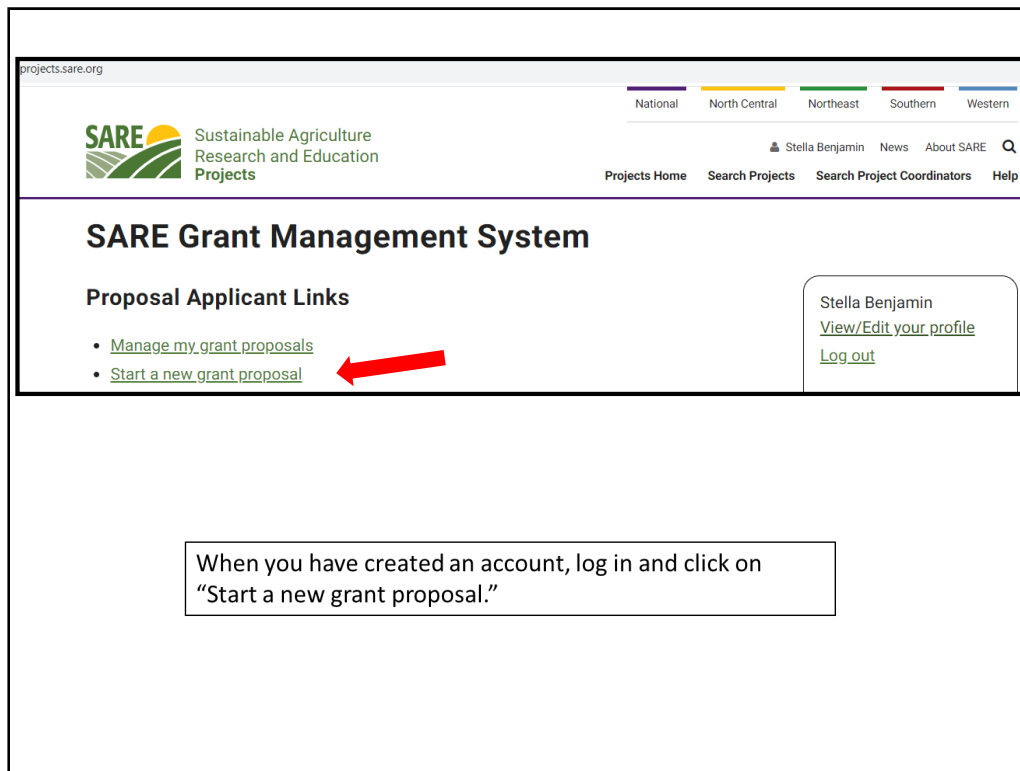 projects.sare.org
National North Central Northeast Southern Western
SARE
Sustainable Agriculture
Research and Education
Projects
Stella Benjamin News About SARE
Projects Home Search Projects Search Project Coordinators Help
SARE Grant Management System
Proposal Applicant Links
• Manage my grant proposals
• Start a new grant proposal
Stella Benjamin
View/Edit your profile
Log out
When you have created an account, log in and click on
“Start a new grant proposal.”